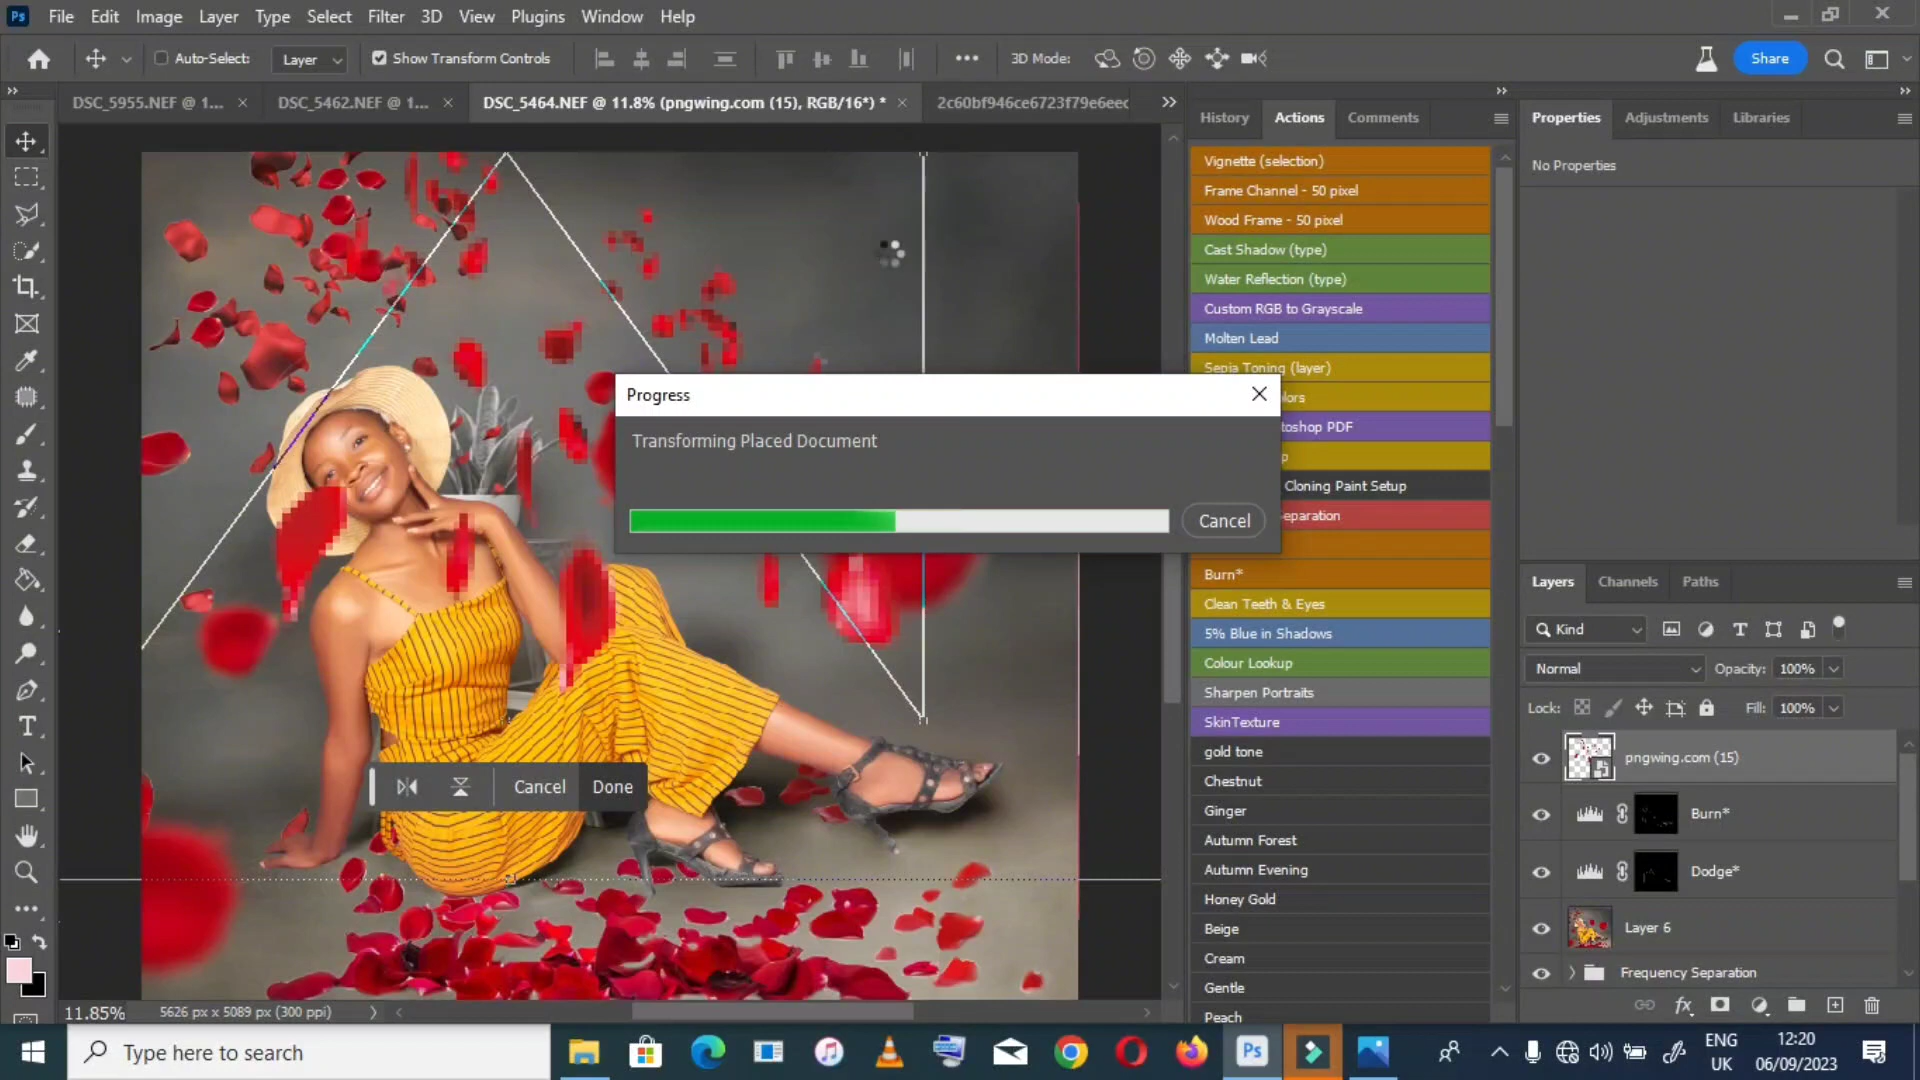 Ps File Edit Image Layer Type Select Filter 3D View Plugins Window Help
Auto-Select: Layer Show Transform Controls 3D Mode: Share
DSC_5955.NEF @ 1... DSC_5462.NEF @ 1... DSC_5464.NEF @ 11.8% (pngwing.com (15), RGB/16*) * 2c60bf946ce6723f79e6eec
History Actions Comments
Properties Adjustments Libraries
No Properties
Vignette (selection)
Frame Channel - 50 pixel
Wood Frame - 50 pixel
Cast Shadow (type)
Water Reflection (type)
Custom RGB to Grayscale
Molten Lead
Sepia Toning (layer)
Progress
Transforming Placed Document
Cancel
Cloning Paint Setup
Burn*
Clean Teeth & Eyes
5% Blue in Shadows
Colour Lookup
Sharpen Portraits
SkinTexture
gold tone
Chestnut
Ginger
Autumn Forest
Autumn Evening
Honey Gold
Beige
Cream
Gentle
Peach
Cancel Done
Layers Channels Paths
Kind
Normal Opacity: 100%
Lock: Fill: 100%
pngwing.com (15)
Burn*
Dodge*
Layer 6
Frequency Separation
11.85% 5626 px x 5089 px (300 ppi)
Type here to search
Ps
ENG
UK
12:20
06/09/2023